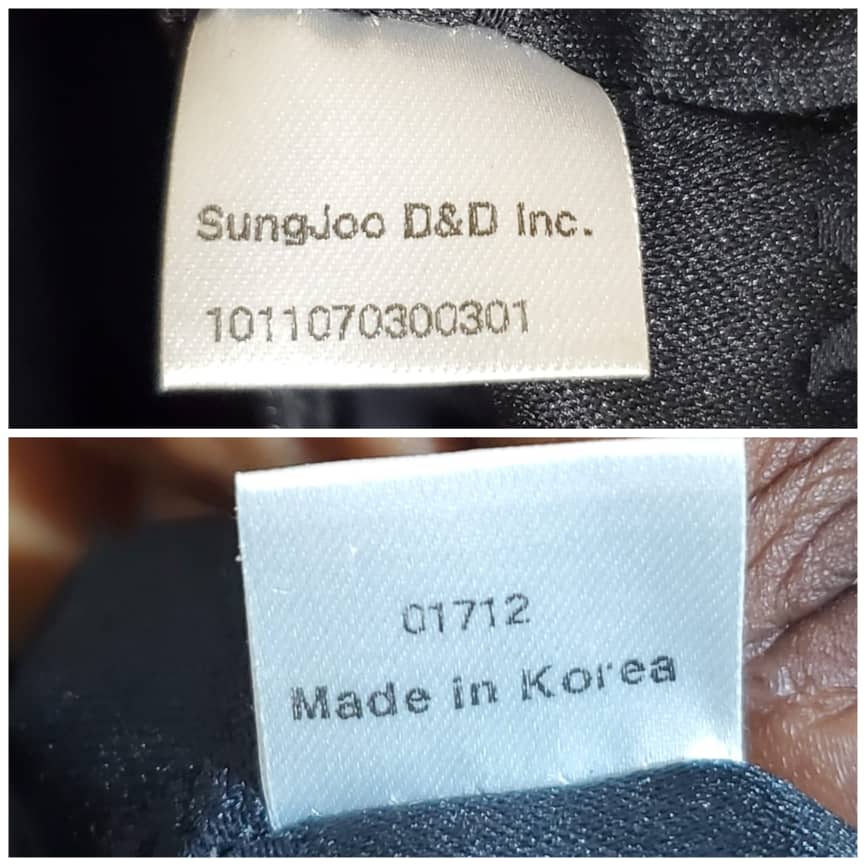 SungJoo D&D Inc.
1011070300301
01712
Made in Korea